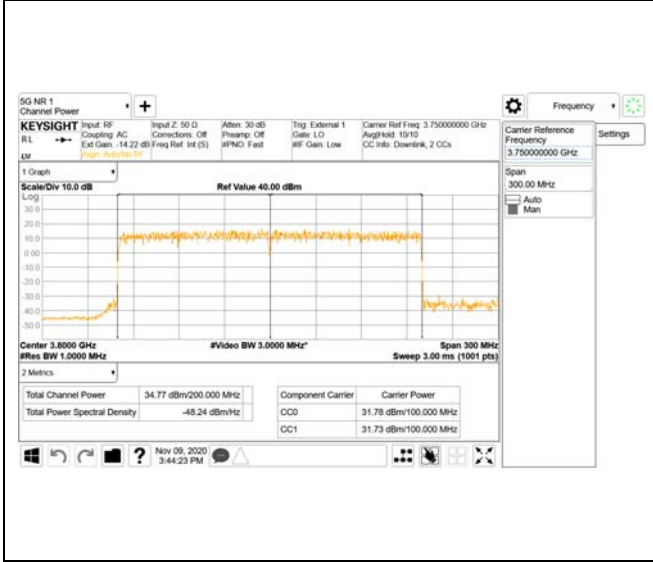 5G NR 1
Channel Power
Frequency
KEYSIGHT
RL
Input: RF
Coupling: AC
Ext Gain: -14.22 dB
Align: Auto/No RF
Input Z: 50 Ω
Corrections: Off
Freq Ref: Int (S)
Atten: 30 dB
Preamp: Off
#PNO: Fast
Trig: External 1
Gate: LO
#IF Gain: Low
Carrier Ref Freq: 3.750000000 GHz
Avg|Hold: 10/10
CC Info: Downlink, 2 CCs
Carrier Reference
Frequency
3.750000000 GHz
Settings
Span
300.00 MHz
Auto
Man
1 Graph
Scale/Div 10.0 dB
Ref Value 40.00 dBm
Log
30.0
20.0
10.0
0.00
-10.0
-20.0
-30.0
-40.0
-50.0
Center 3.8000 GHz
#Video BW 3.0000 MHz*
Span 300 MHz
#Res BW 1.0000 MHz
Sweep 3.00 ms (1001 pts)
2 Metrics
Total Channel Power 34.77 dBm/200.000 MHz
Total Power Spectral Density -48.24 dBm/Hz
Component Carrier Carrier Power
CC0 31.78 dBm/100.000 MHz
CC1 31.73 dBm/100.000 MHz
?
Nov 09, 2020
3:44:23 PM